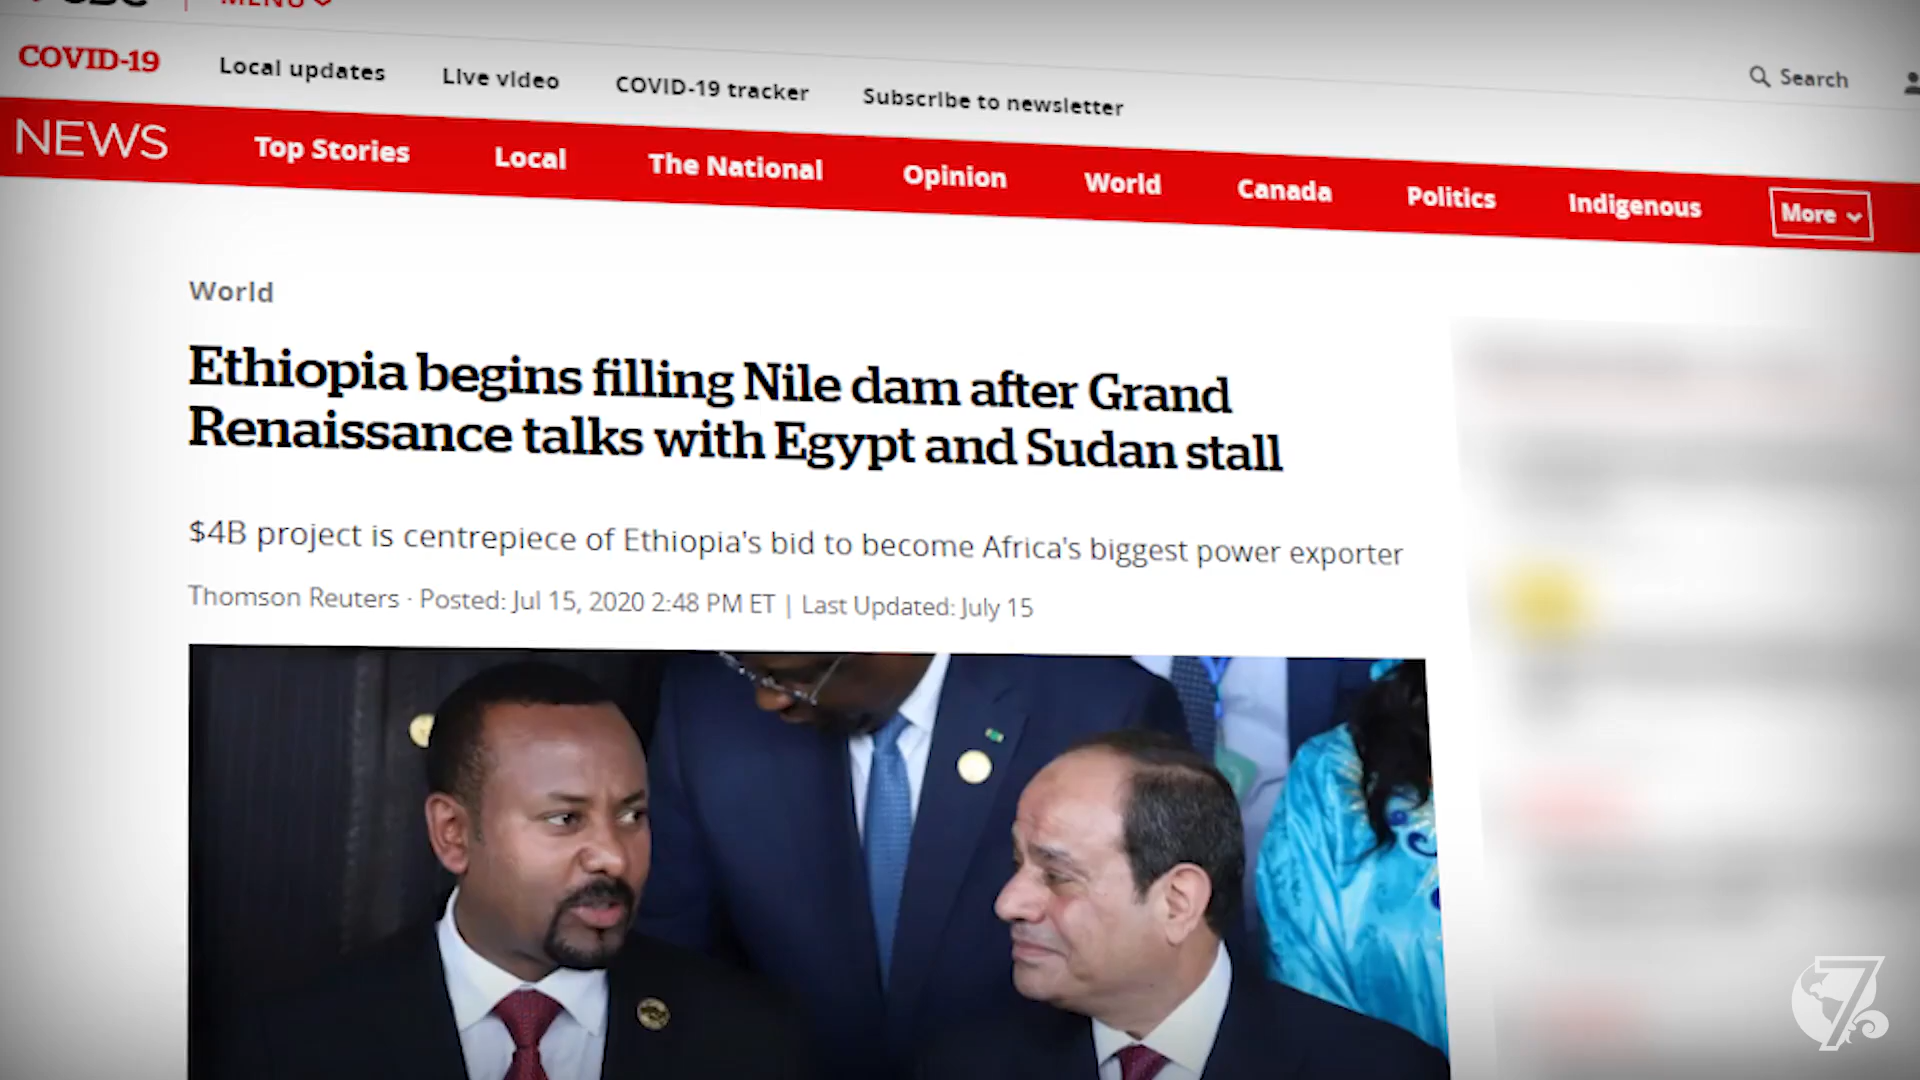 MENU
COVID-19 Local updates Live video COVID-19 tracker Subscribe to newsletter Search
NEWS Top Stories Local The National Opinion World Canada Politics Indigenous More
World
Ethiopia begins filling Nile dam after Grand
Renaissance talks with Egypt and Sudan stall
$4B project is centrepiece of Ethiopia's bid to become Africa's biggest power exporter
Thomson Reuters · Posted: Jul 15, 2020 2:48 PM ET | Last Updated: July 15
7